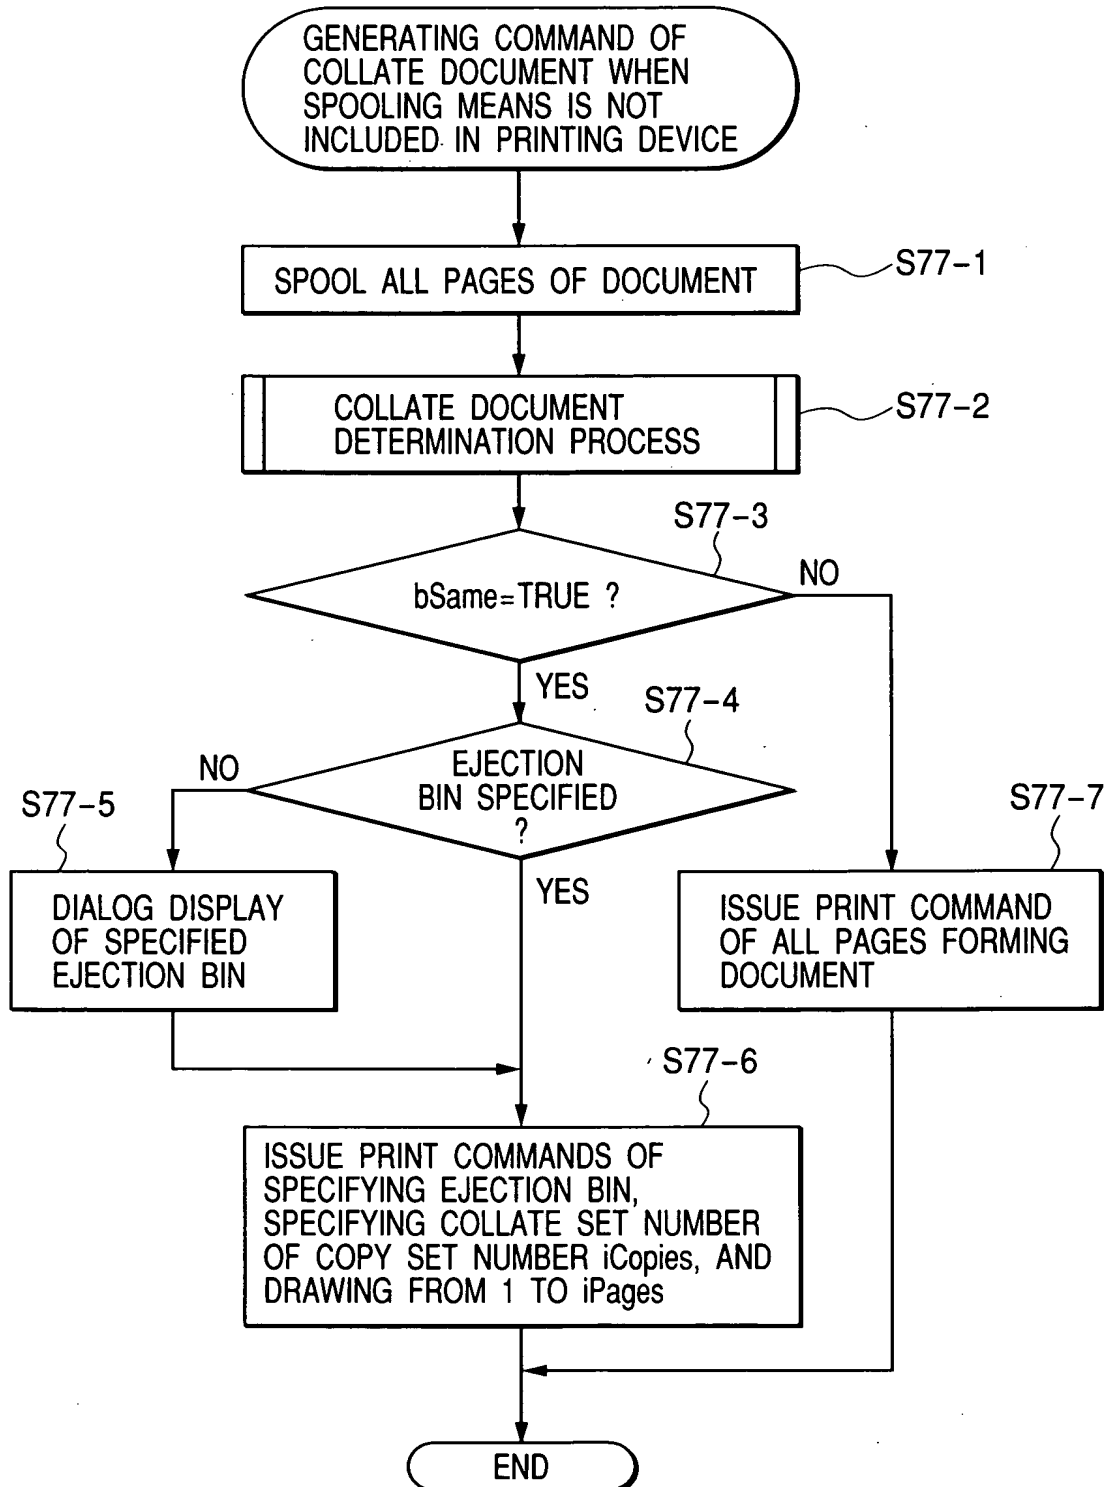 GENERATING COMMAND OF
COLLATE DOCUMENT WHEN
SPOOLING MEANS IS NOT
INCLUDED IN PRINTING DEVICE
SPOOL ALL PAGES OF DOCUMENT
S77-1
COLLATE DOCUMENT
DETERMINATION PROCESS
S77-2
S77-3
bSame=TRUE ?
NO
YES
S77-4
EJECTION
BIN SPECIFIED
?
NO
YES
S77-5
DIALOG DISPLAY
OF SPECIFIED
EJECTION BIN
S77-7
ISSUE PRINT COMMAND
OF ALL PAGES FORMING
DOCUMENT
S77-6
ISSUE PRINT COMMANDS OF
SPECIFYING EJECTION BIN,
SPECIFYING COLLATE SET NUMBER
OF COPY SET NUMBER iCopies, AND
DRAWING FROM 1 TO iPages
END